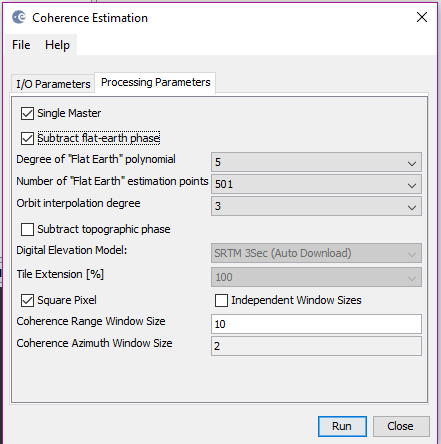 Coherence Estimation
File Help
I/O Parameters Processing Parameters
Single Master
Subtract flat-earth phase
Degree of "Flat Earth" polynomial 5
Number of "Flat Earth" estimation points 501
Orbit interpolation degree 3
Subtract topographic phase
Digital Elevation Model: SRTM 3Sec (Auto Download)
Tile Extension [%] 100
Square Pixel Independent Window Sizes
Coherence Range Window Size 10
Coherence Azimuth Window Size 2
Run Close